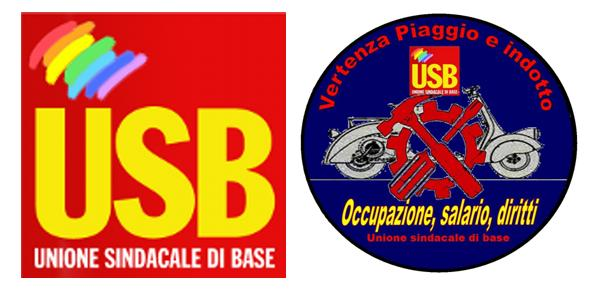 USB
UNIONE SINDACALE DI BASE
Vertenza Piaggio e indotto
USB
UNIONE SINDACALE DI BASE
Occupazione, salario, diritti
Unione sindacale di base